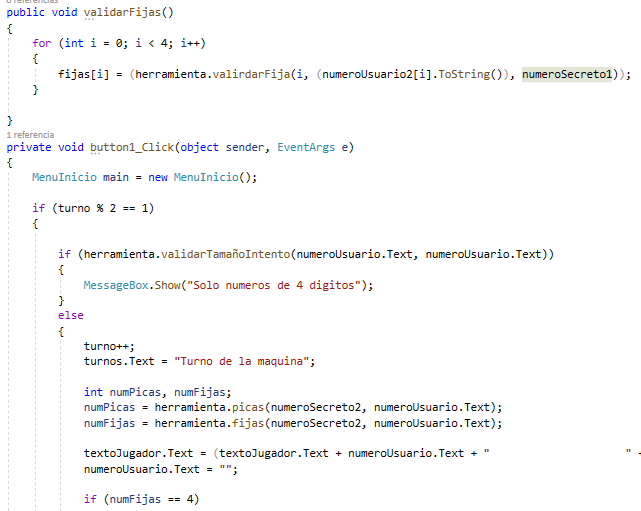 0 referencias
public void validarFijas()
{
for (int i = 0; i < 4; i++)
{
fijas[i] = (herramienta.valirdarFija(i, (numeroUsuario2[i].ToString()), numeroSecreto1));
}
}
1 referencia
private void button1_Click(object sender, EventArgs e)
{
MenuInicio main = new MenuInicio();
if (turno % 2 == 1)
{
if (herramienta.validarTamañoIntento(numeroUsuario.Text, numeroUsuario.Text))
{
MessageBox.Show("Solo numeros de 4 digitos");
}
else
{
turno++;
turnos.Text = "Turno de la maquina";
int numPicas, numFijas;
numPicas = herramienta.picas(numeroSecreto2, numeroUsuario.Text);
numFijas = herramienta.fijas(numeroSecreto2, numeroUsuario.Text);
textoJugador.Text = (textoJugador.Text + numeroUsuario.Text + "                    " +
numeroUsuario.Text = "";
if (numFijas == 4)